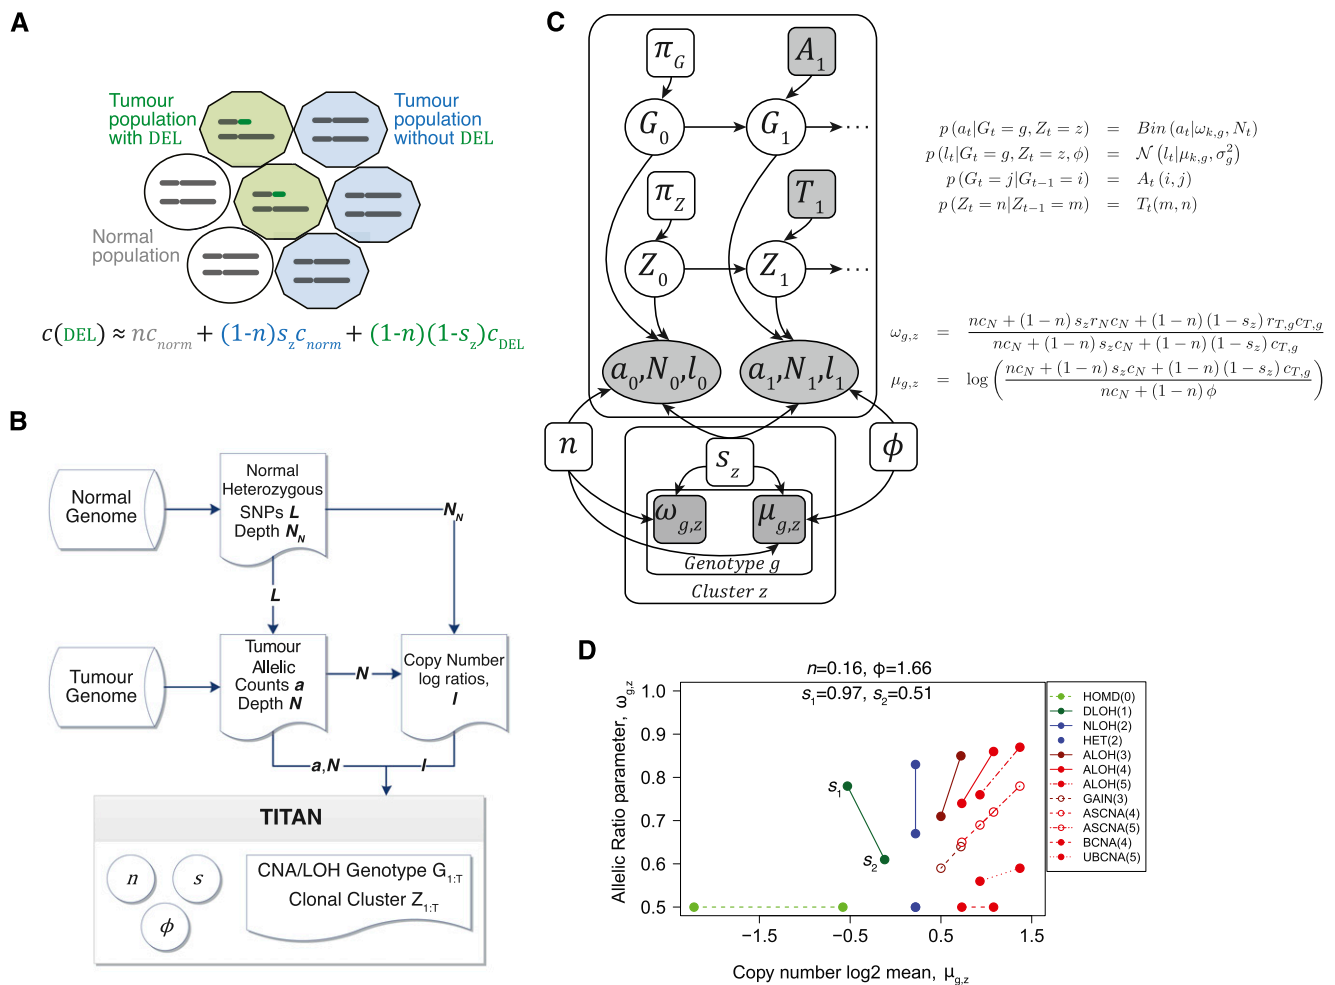 A
Tumour
population
with DEL
Tumour
population
without DEL
Normal
population
c(DEL) ≈ nc_norm + (1-n)s_z c_norm + (1-n)(1-s_z)c_DEL
B
Normal
Genome
Normal
Heterozygous
SNPs L
Depth N_N
N_N
L
Tumour
Genome
Tumour
Allelic
Counts a
Depth N
N
Copy Number
log ratios,
l
a,N
l
TITAN
n
s
ϕ
CNA/LOH Genotype G_1:T
Clonal Cluster Z_1:T
C
π_G
A_1
G_0
G_1
...
π_Z
T_1
Z_0
Z_1
...
a_0,N_0,l_0
a_1,N_1,l_1
n
s_z
ϕ
ω_g,z
μ_g,z
Genotype g
Cluster z
p (a_t|G_t = g, Z_t = z) = Bin (a_t|ω_k,g, N_t)
p (l_t|G_t = g, Z_t = z, ϕ) = N (l_t|μ_k,g, σ_g^2)
p (G_t = j|G_t−1 = i) = A_t (i, j)
p (Z_t = n|Z_t−1 = m) = T_t(m, n)
ω_g,z = nc_N + (1 − n) s_z r_N c_N + (1 − n) (1 − s_z) r_T,g c_T,g
nc_N + (1 − n) s_z c_N + (1 − n) (1 − s_z) c_T,g
μ_g,z = log ( nc_N + (1 − n) s_z c_N + (1 − n) (1 − s_z) c_T,g
nc_N + (1 − n) ϕ )
D
n=0.16, ϕ=1.66
s_1=0.97, s_2=0.51
Allelic Ratio parameter, ω_g,z
1.0
0.9
0.8
0.7
0.6
0.5
s_1
s_2
−1.5
−0.5
0.5
1.5
Copy number log2 mean, μ_g,z
HOMD(0)
DLOH(1)
NLOH(2)
HET(2)
ALOH(3)
ALOH(4)
ALOH(5)
GAIN(3)
ASCNA(4)
ASCNA(5)
BCNA(4)
UBCNA(5)